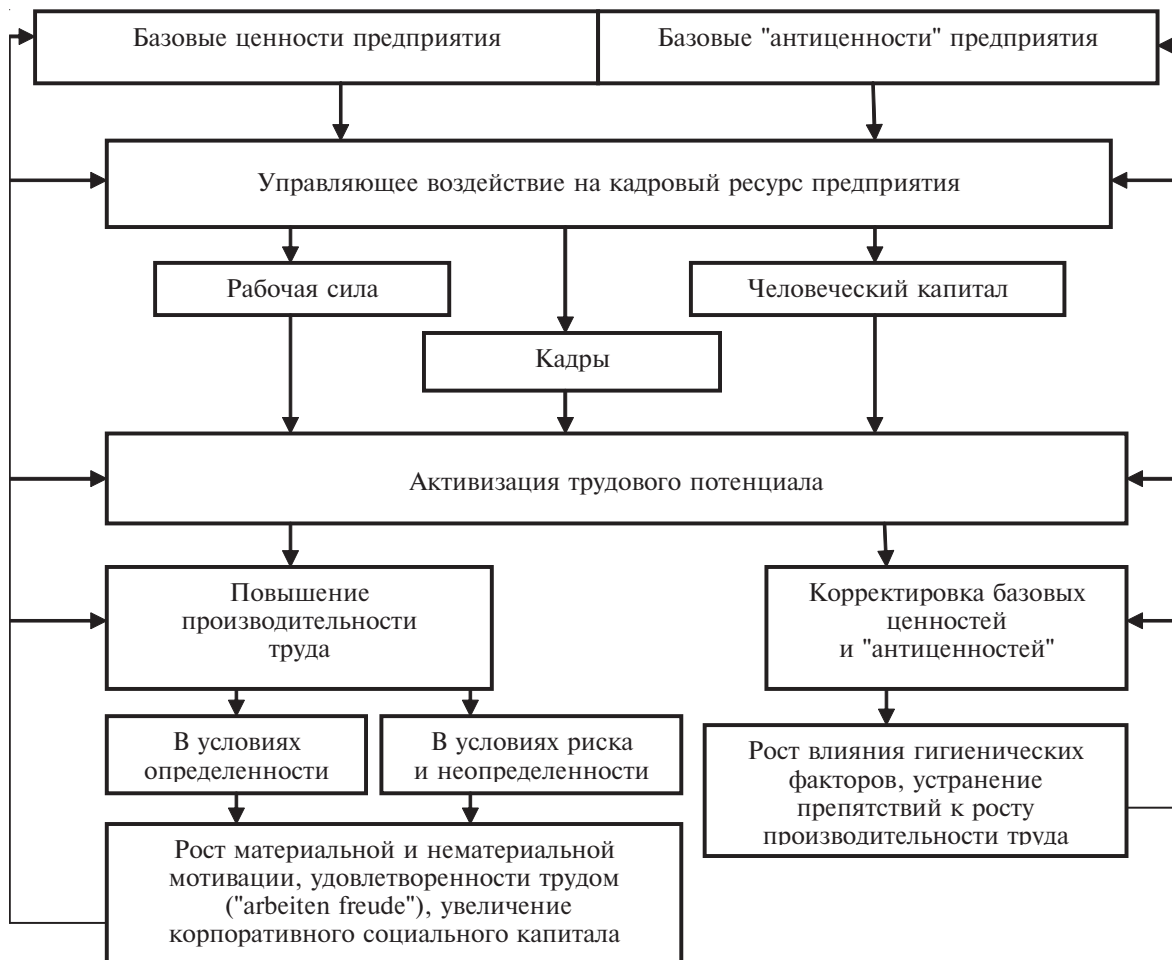 Базовые ценности предприятия
Базовые "антиценности" предприятия
Управляющее воздействие на кадровый ресурс предприятия
Рабочая сила
Человеческий капитал
Кадры
Активизация трудового потенциала
Повышение
производительности
труда
Корректировка базовых
ценностей
и "антиценностей"
В условиях
определенности
В условиях риска
и неопределенности
Рост влияния гигиенических
факторов, устранение
препятствий к росту
производительности труда
Рост материальной и нематериальной
мотивации, удовлетворенности трудом
("arbeiten freude"), увеличение
корпоративного социального капитала